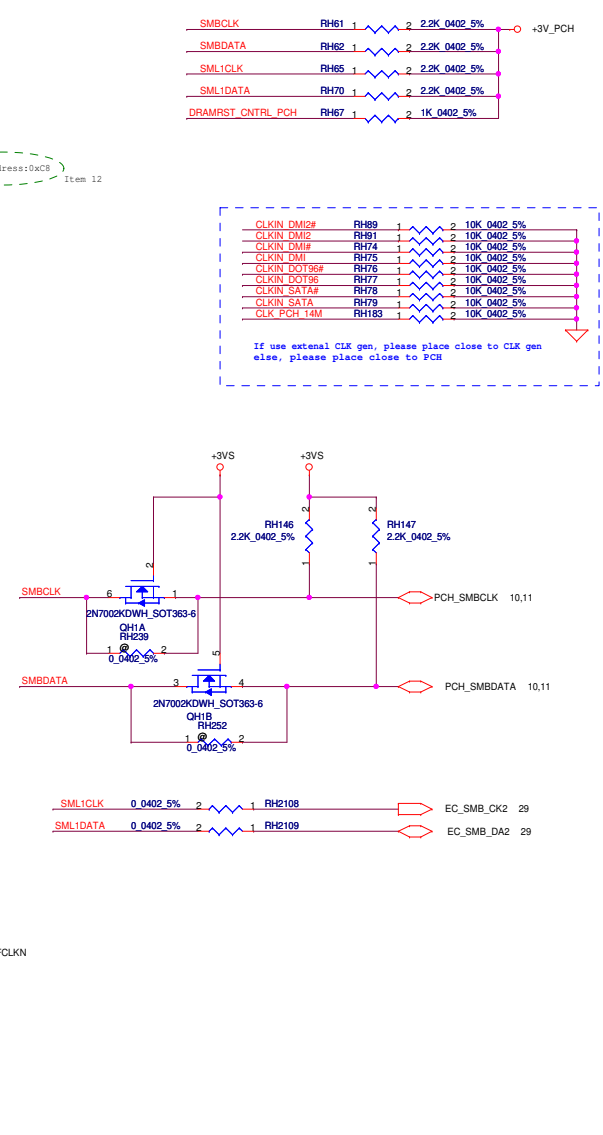 SMBCLK RH61 1 2 2.2K_0402_5% +3V_PCH
SMBDATA RH62 1 2 2.2K_0402_5%
SML1CLK RH65 1 2 2.2K_0402_5%
SML1DATA RH70 1 2 2.2K_0402_5%
DRAMRST_CNTRL_PCH RH67 1 2 1K_0402_5%
ress:0xC8
Item 12
CLKIN_DMI2# RH89 1 2 10K_0402_5%
CLKIN_DMI2 RH91 1 2 10K_0402_5%
CLKIN_DMI# RH74 1 2 10K_0402_5%
CLKIN_DMI RH75 1 2 10K_0402_5%
CLKIN_DOT96# RH76 1 2 10K_0402_5%
CLKIN_DOT96 RH77 1 2 10K_0402_5%
CLKIN_SATA# RH78 1 2 10K_0402_5%
CLKIN_SATA RH79 1 2 10K_0402_5%
CLK_PCH_14M RH183 1 2 10K_0402_5%
If use extenal CLK gen, please place close to CLK gen
else, please place close to PCH
+3VS +3VS
2 2
RH146 RH147
2.2K_0402_5% 2.2K_0402_5%
2 1 1
SMBCLK 6 1 PCH_SMBCLK 10,11
2N7002KDWH_SOT363-6
QH1A
RH239
1 @ 2
0_0402_5%
5
SMBDATA 3 4 PCH_SMBDATA 10,11
2N7002KDWH_SOT363-6
QH1B
RH252
1 @ 2
0_0402_5%
SML1CLK 0_0402_5% 2 1 RH2108 EC_SMB_CK2 29
SML1DATA 0_0402_5% 2 1 RH2109 EC_SMB_DA2 29
FCLKN